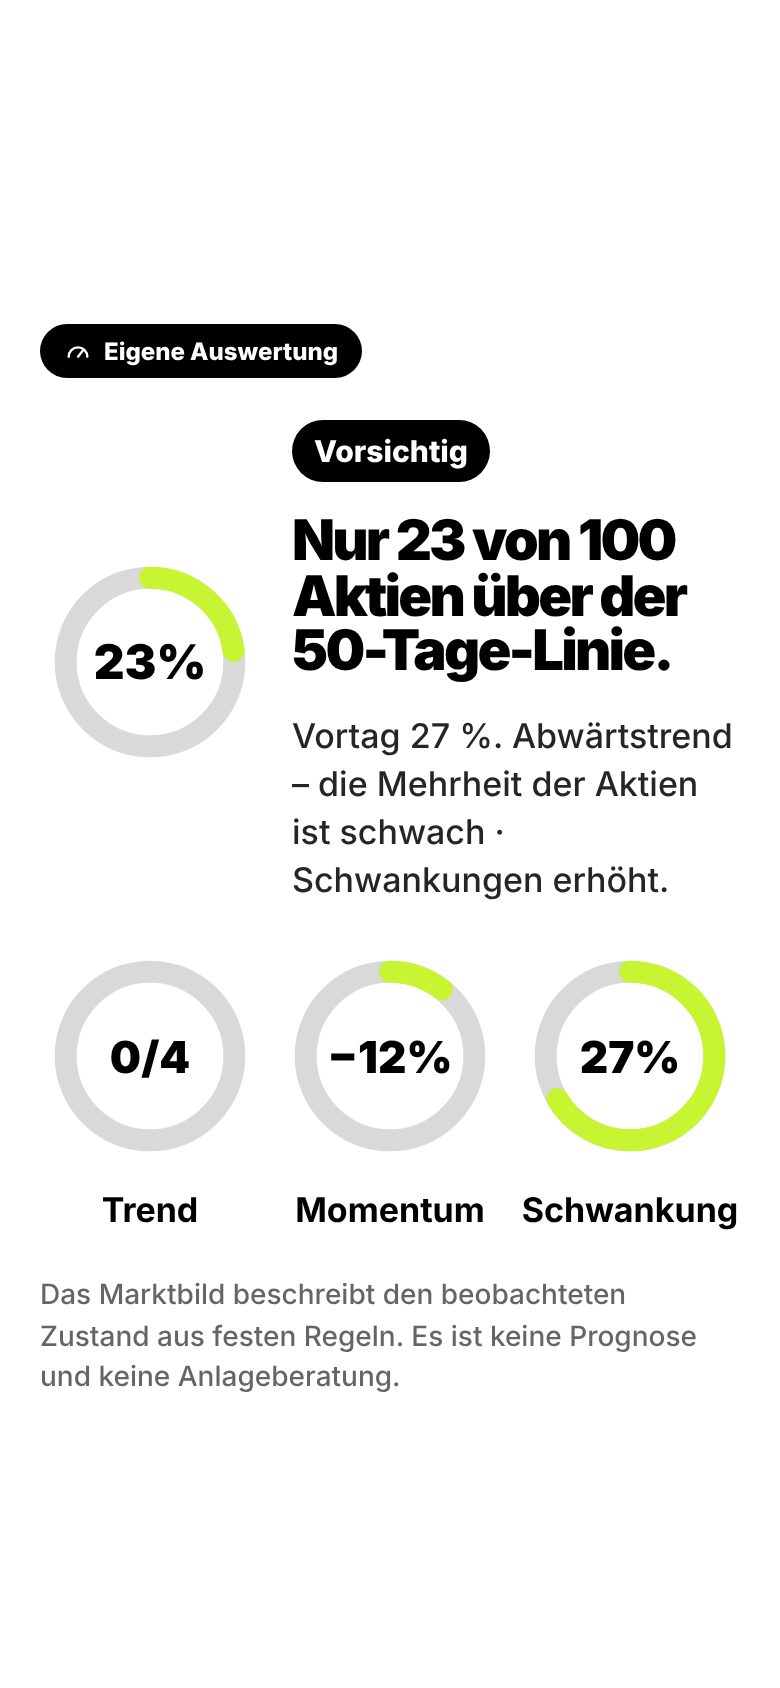 Eigene Auswertung
Vorsichtig
Nur 23 von 100
Aktien über der
50-Tage-Linie.
23%
Vortag 27 %. Abwärtstrend
– die Mehrheit der Aktien
ist schwach ·
Schwankungen erhöht.
0/4
−12%
27%
Trend
Momentum
Schwankung
Das Marktbild beschreibt den beobachteten
Zustand aus festen Regeln. Es ist keine Prognose
und keine Anlageberatung.